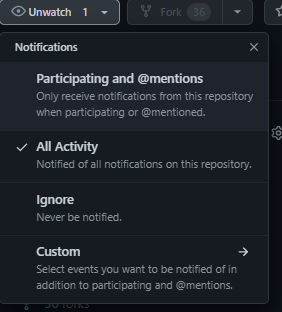 Unwatch 1
Fork 36
Notifications
Participating and @mentions
Only receive notifications from this repository
when participating or @mentioned.
All Activity
Notified of all notifications on this repository.
Ignore
Never be notified.
Custom
Select events you want to be notified of in
addition to participating and @mentions.
36 forks